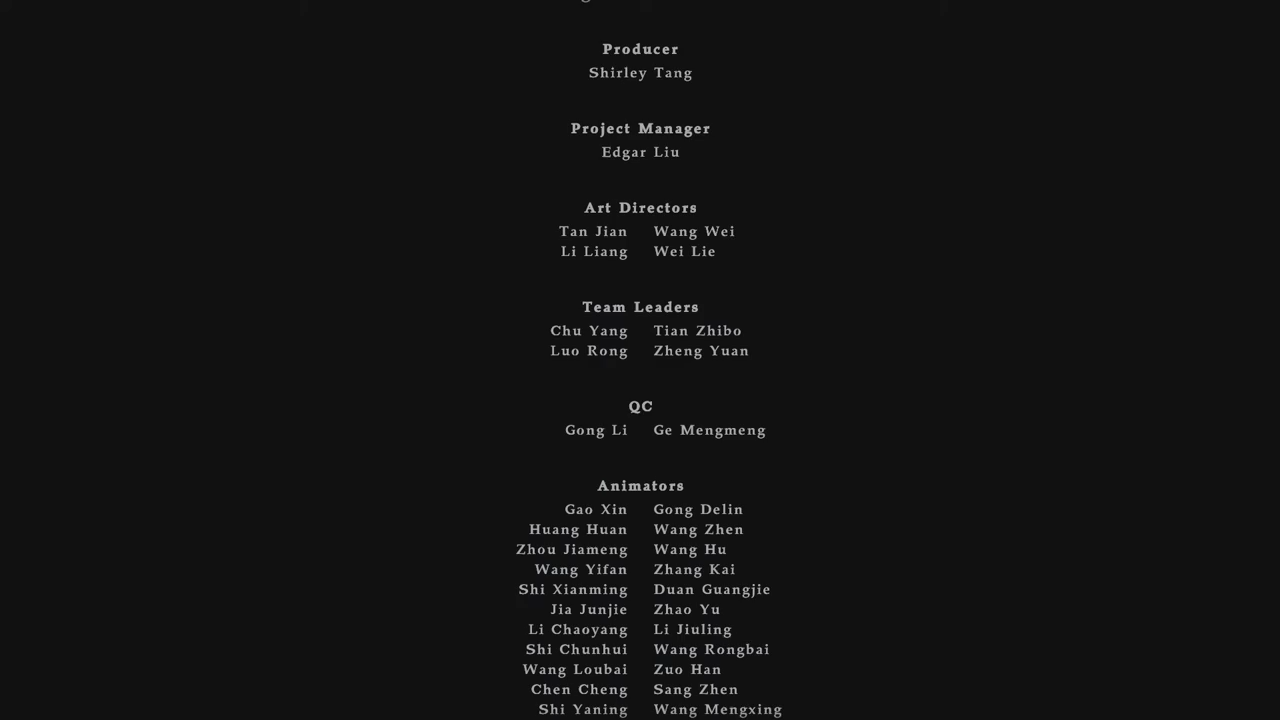 Producer
Shirley Tang
Project Manager
Edgar Liu
Art Directors
Tan Jian Wang Wei
Li Liang Wei Lie
Team Leaders
Chu Yang Tian Zhibo
Luo Rong Zheng Yuan
QC
Gong Li Ge Mengmeng
Animators
Gao Xin Gong Delin
Huang Huan Wang Zhen
Zhou Jiameng Wang Hu
Wang Yifan Zhang Kai
Shi Xianming Duan Guangjie
Jia Junjie Zhao Yu
Li Chaoyang Li Jiuling
Shi Chunhui Wang Rongbai
Wang Loubai Zuo Han
Chen Cheng Sang Zhen
Shi Yaning Wang Mengxing